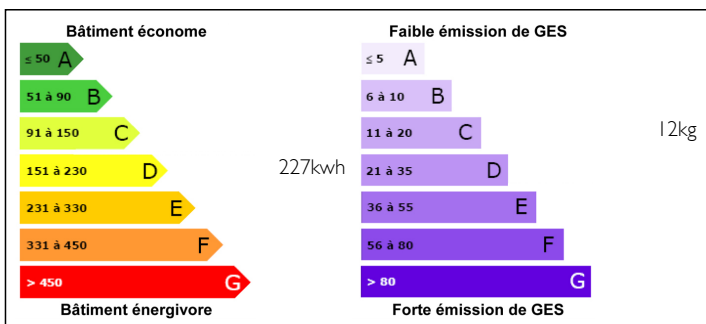 Bâtiment économe
≤ 50 A
51 à 90 B
91 à 150 C
151 à 230 D
227kwh
231 à 330 E
331 à 450 F
> 450 G
Bâtiment énergivore
Faible émission de GES
≤ 5 A
6 à 10 B
11 à 20 C
12kg
21 à 35 D
36 à 55 E
56 à 80 F
> 80 G
Forte émission de GES